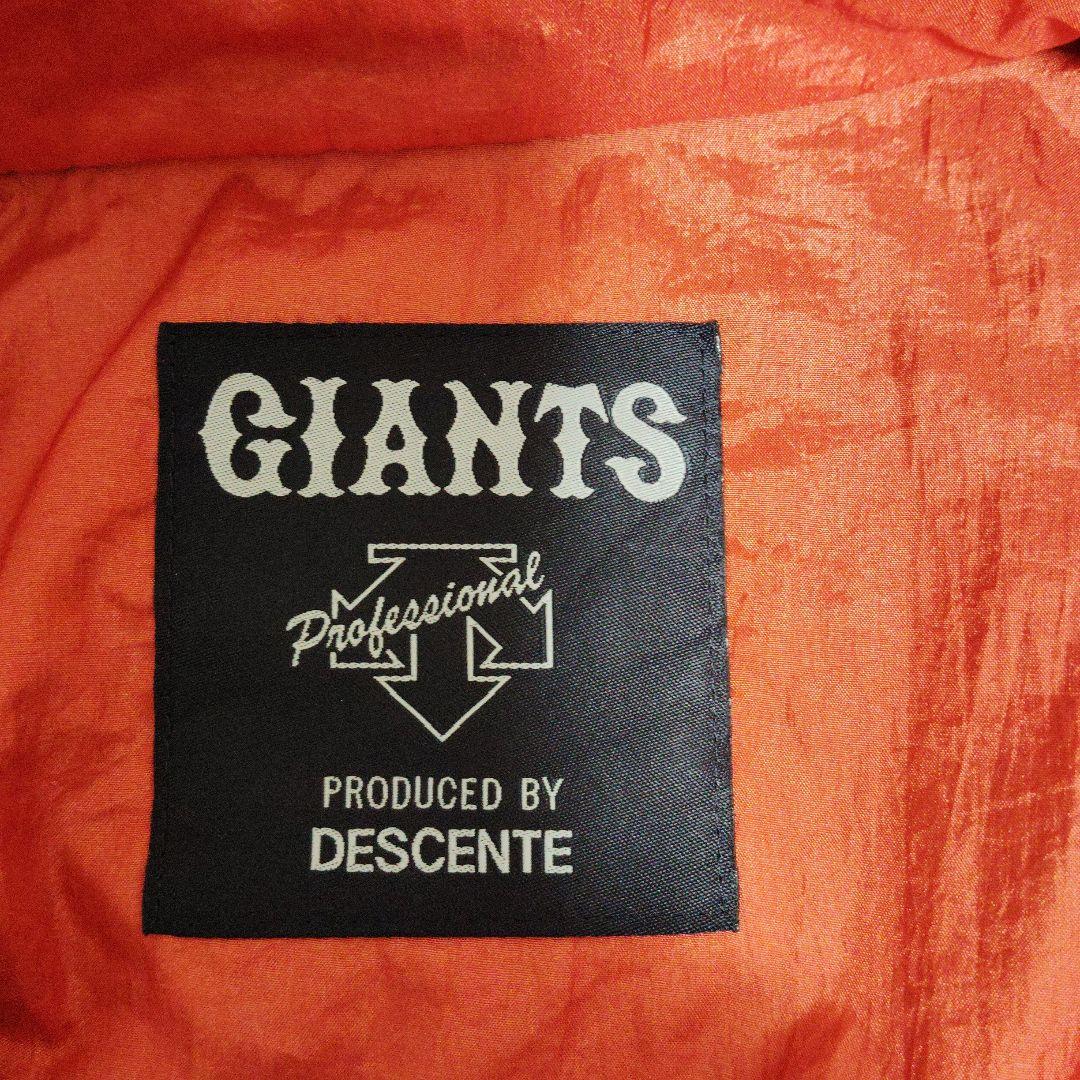 GIANTS
Professional
PRODUCED BY
DESCENTE